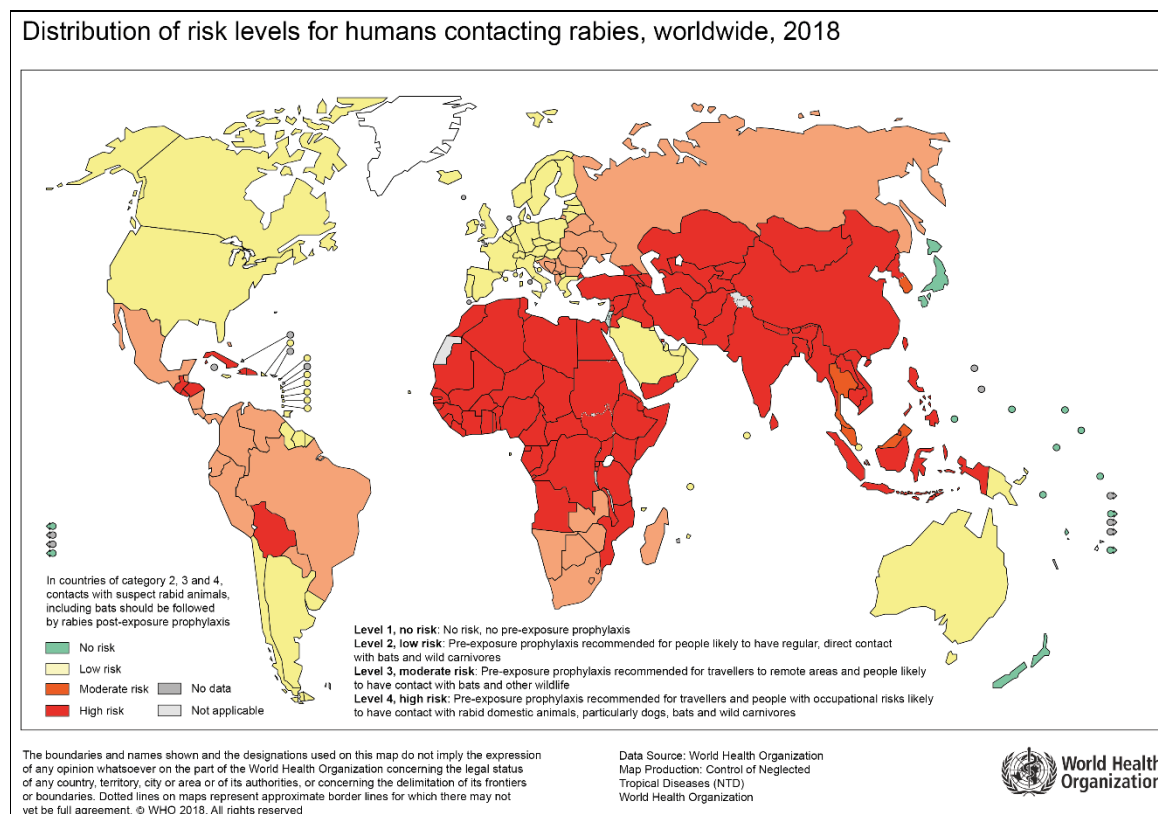 Distribution of risk levels for humans contacting rabies, worldwide, 2018
In countries of category 2, 3 and 4,
contacts with suspect rabid animals,
including bats should be followed
by rabies post-exposure prophylaxis
No risk
Low risk
Moderate risk
High risk
No data
Not applicable
Level 1, no risk: No risk, no pre-exposure prophylaxis
Level 2, low risk: Pre-exposure prophylaxis recommended for people likely to have regular, direct contact
with bats and wild carnivores
Level 3, moderate risk: Pre-exposure prophylaxis recommended for travellers to remote areas and people likely
to have contact with bats and other wildlife
Level 4, high risk: Pre-exposure prophylaxis recommended for travellers and people with occupational risks likely
to have contact with rabid domestic animals, particularly dogs, bats and wild carnivores
The boundaries and names shown and the designations used on this map do not imply the expression
of any opinion whatsoever on the part of the World Health Organization concerning the legal status
of any country, territory, city or area or of its authorities, or concerning the delimitation of its frontiers
or boundaries. Dotted lines on maps represent approximate border lines for which there may not
yet be full agreement. © WHO 2018. All rights reserved
Data Source: World Health Organization
Map Production: Control of Neglected
Tropical Diseases (NTD)
World Health Organization
World Health
Organization